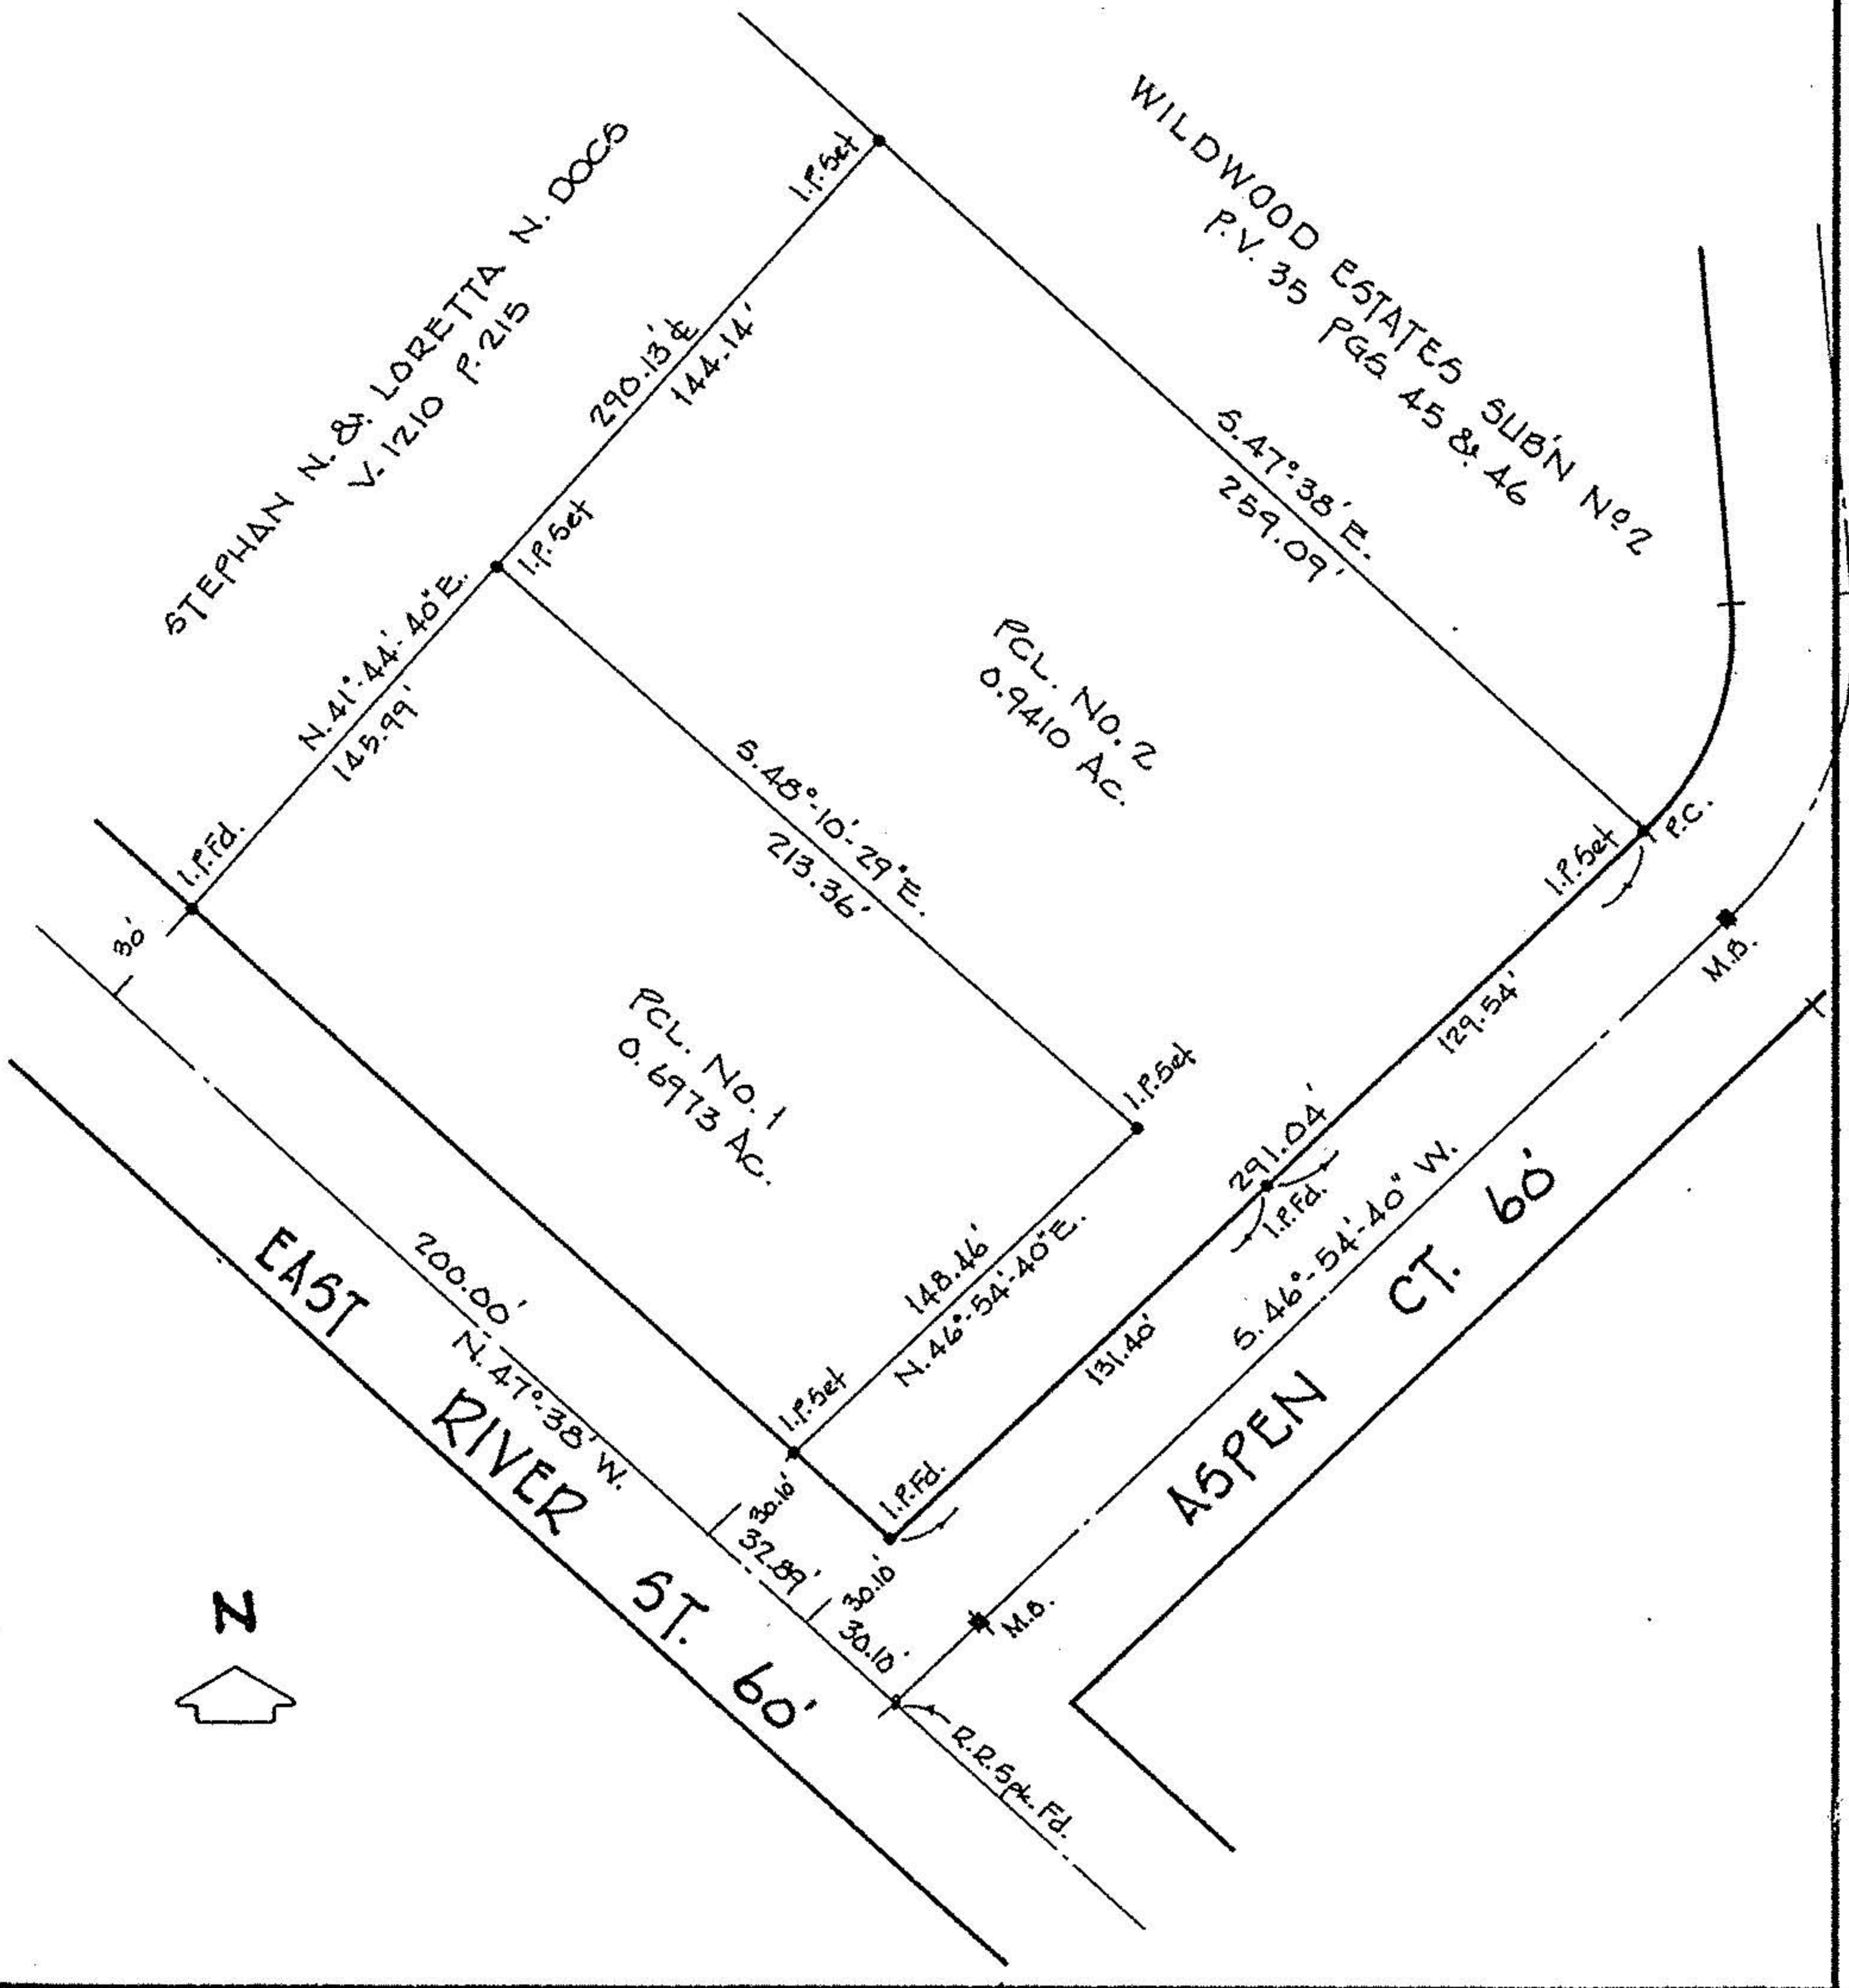 STEPHAN N. & LORETTA N. DOCS
V. 1210 P. 215
WILDWOOD ESTATES SUB'N Nº 2
P.V. 35 PGS. 45 & 46
I.P. Set
290.13'
144.14'
I.P. Set
N. 41°-44'-40" E.
145.99'
I.P. Fd.
30'
S. 47°-38' E.
259.09'
PCL. NO. 2
0.9410 AC.
S. 48°-10'-29" E.
213.36'
I.P. Set
P.C.
M.B.
129.54'
PCL. NO. 1
0.6973 AC.
I.P. Set
291.04'
I.P. Fd.
148.46'
N. 46°-54'-40" E.
131.40'
S. 46°-54'-40" W.
ASPEN CT. 60'
200.00'
N. 47°-38' W.
I.P. Set
I.P. Fd.
30.10'
32.89'
30.10'
30.10'
M.B.
EAST RIVER ST. 60'
R.R. Spk. Fd.
N